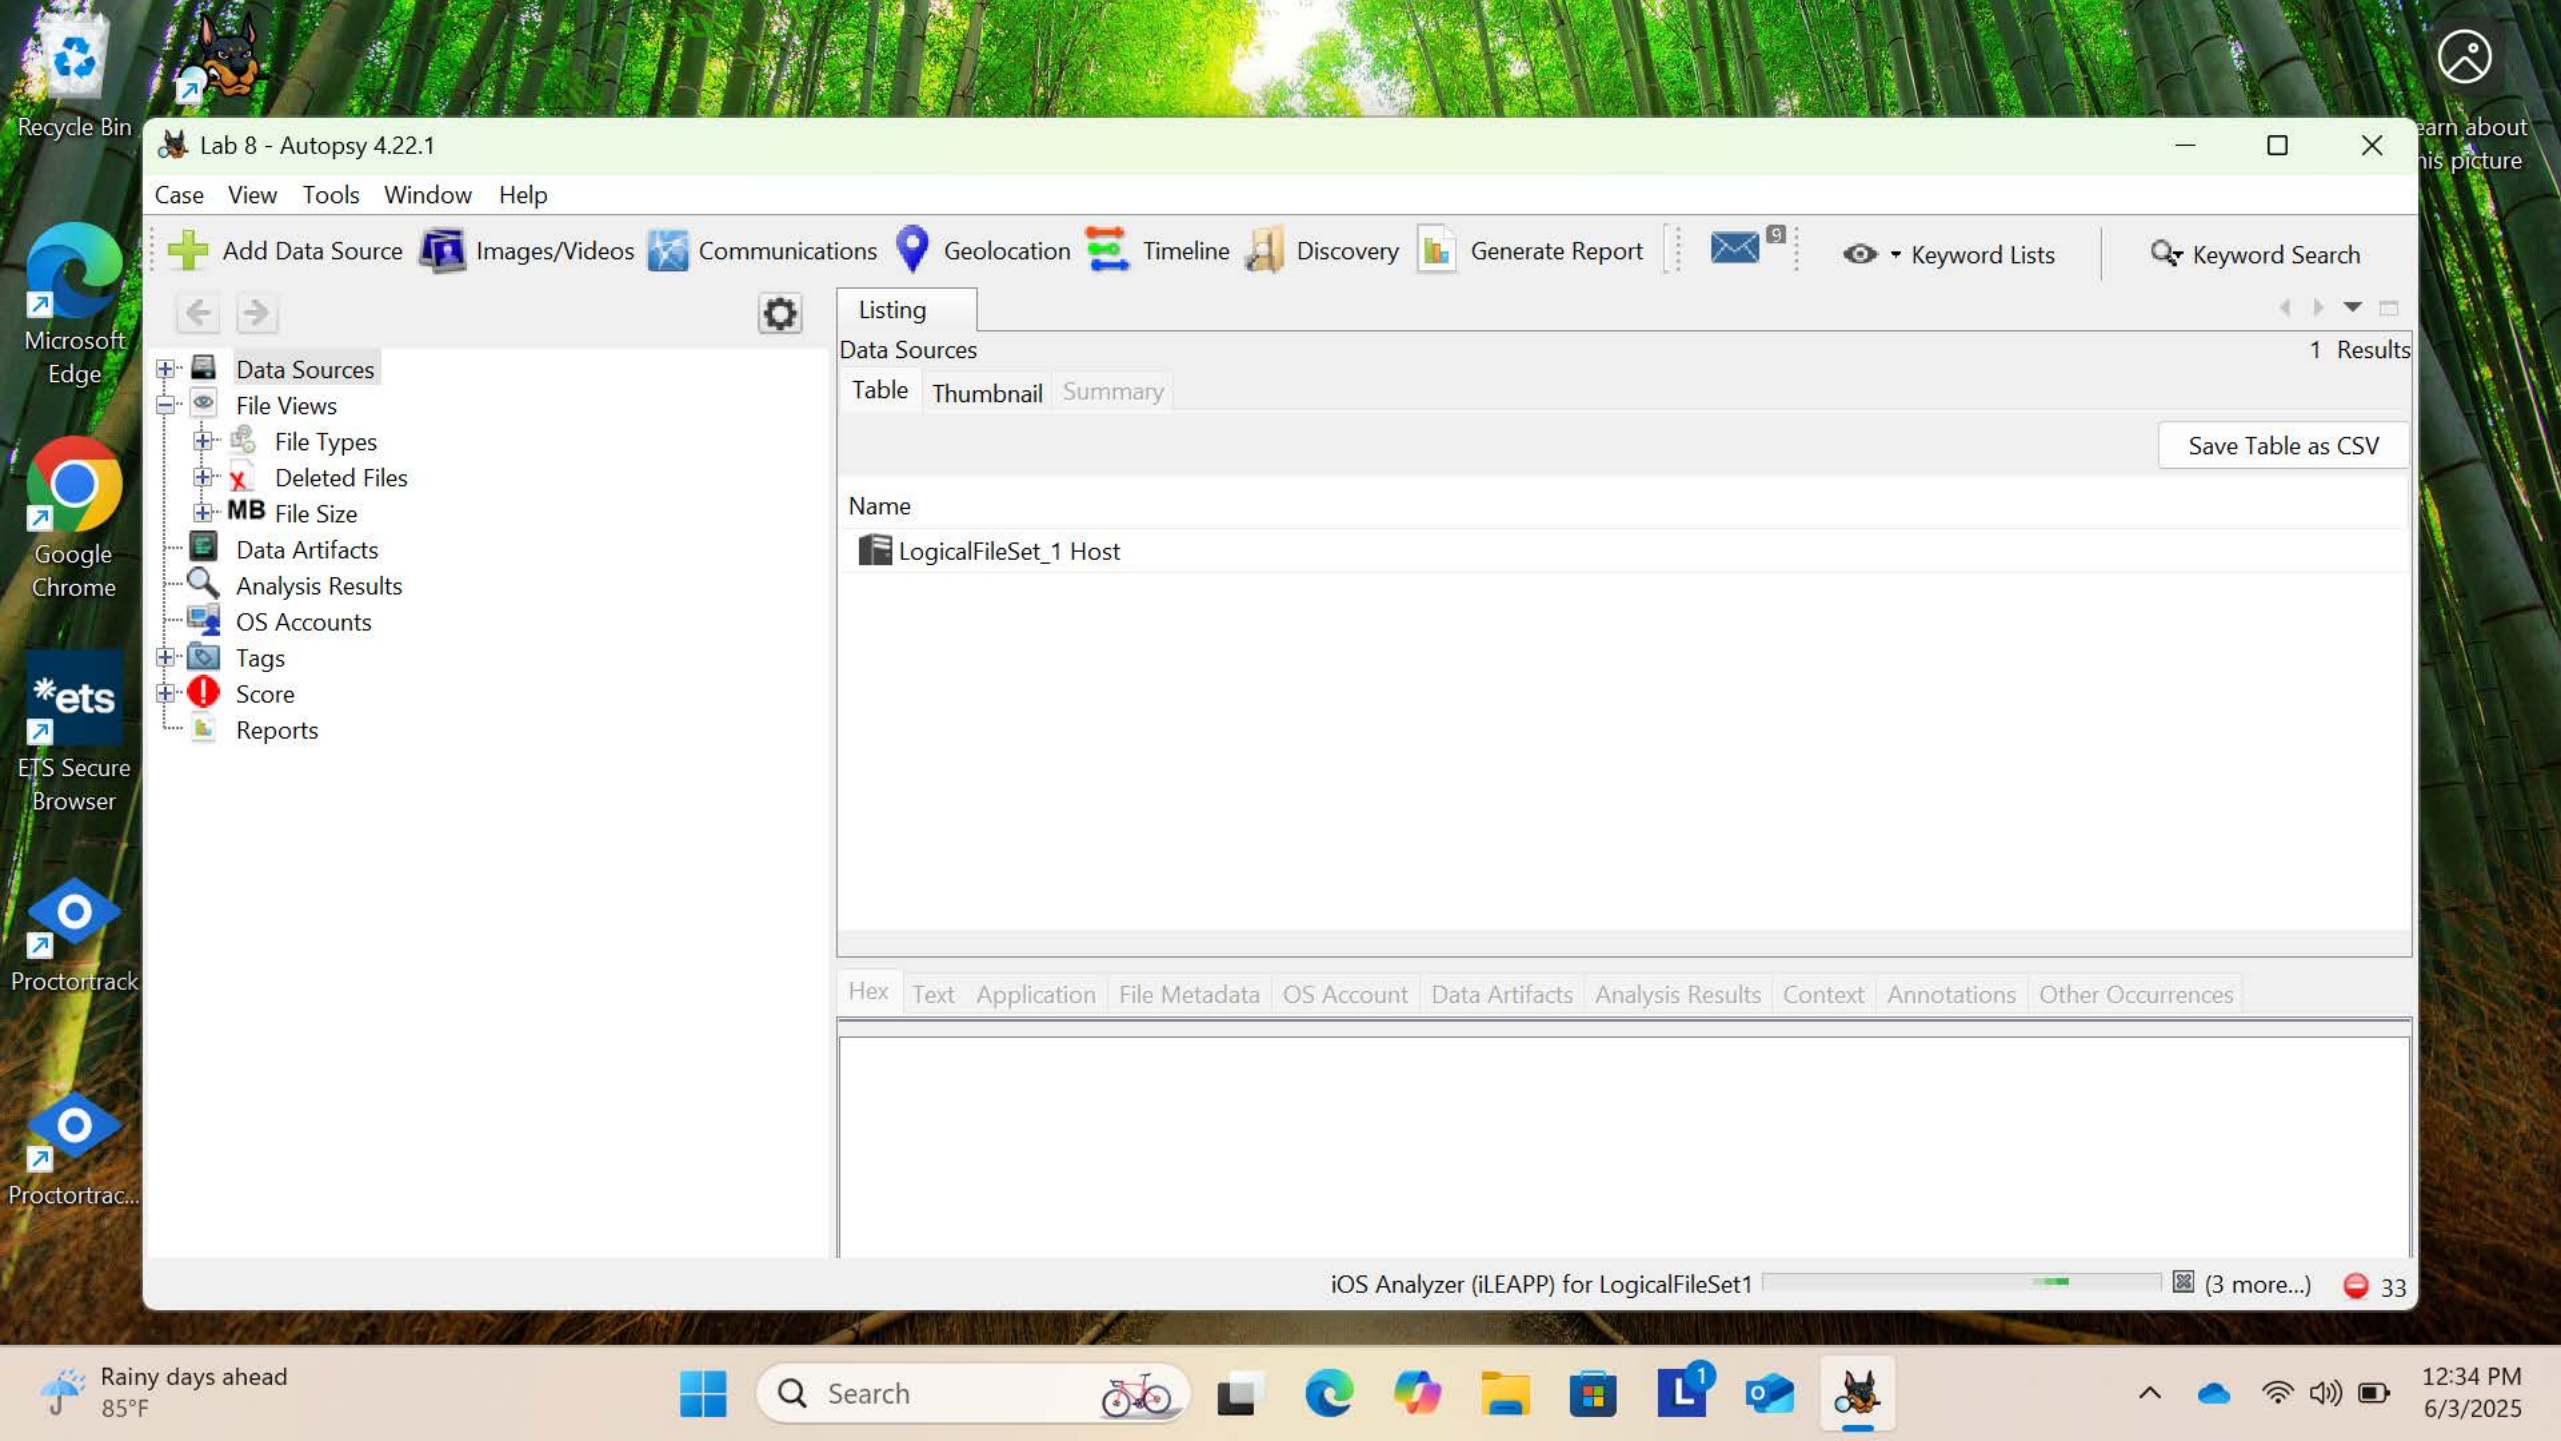 Recycle Bin
earn about
his picture
Lab 8 - Autopsy 4.22.1
Case View Tools Window Help
Add Data Source Images/Videos Communications Geolocation Timeline Discovery Generate Report 9 Keyword Lists Keyword Search
Microsoft
Edge
Listing
Data Sources 1 Results
Table Thumbnail Summary
Save Table as CSV
Name
LogicalFileSet_1 Host
Data Sources
File Views
File Types
Deleted Files
MB File Size
Data Artifacts
Analysis Results
OS Accounts
Tags
Score
Reports
Google
Chrome
*ets
ETS Secure
Browser
Proctortrack
Proctortrac...
Hex Text Application File Metadata OS Account Data Artifacts Analysis Results Context Annotations Other Occurrences
iOS Analyzer (iLEAPP) for LogicalFileSet1 (3 more...) 33
Rainy days ahead
85°F
Search
L 1
12:34 PM
6/3/2025